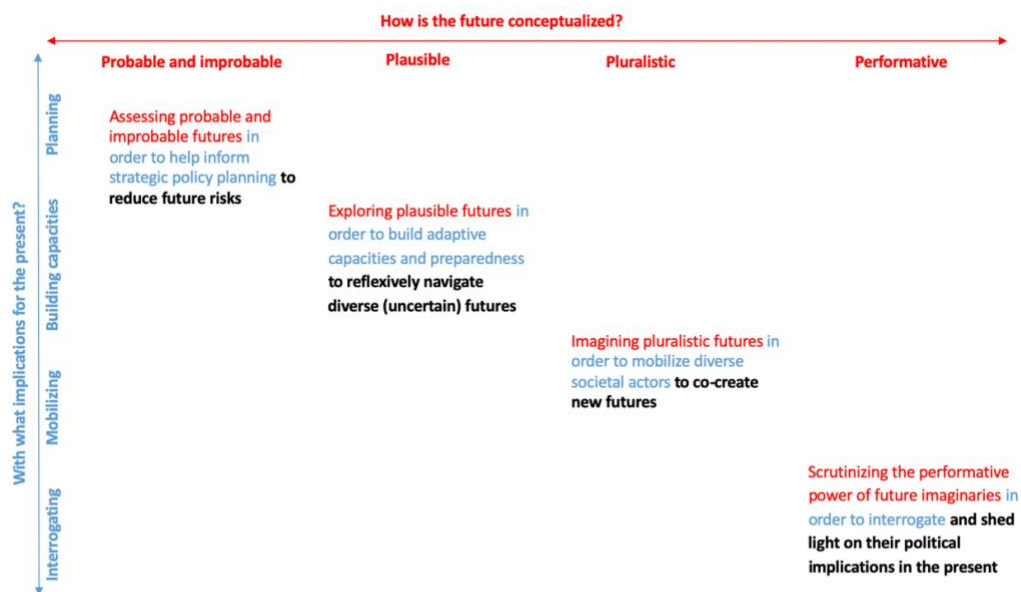 How is the future conceptualized?
Probable and improbable
Plausible
Pluralistic
Performative
With what implications for the present?
Planning
Building capacities
Mobilizing
Interrogating
Assessing probable and
improbable futures in
order to help inform
strategic policy planning to
reduce future risks
Exploring plausible futures in
order to build adaptive
capacities and preparedness
to reflexively navigate
diverse (uncertain) futures
Imagining pluralistic futures in
order to mobilize diverse
societal actors to co-create
new futures
Scrutinizing the performative
power of future imaginaries in
order to interrogate and shed
light on their political
implications in the present